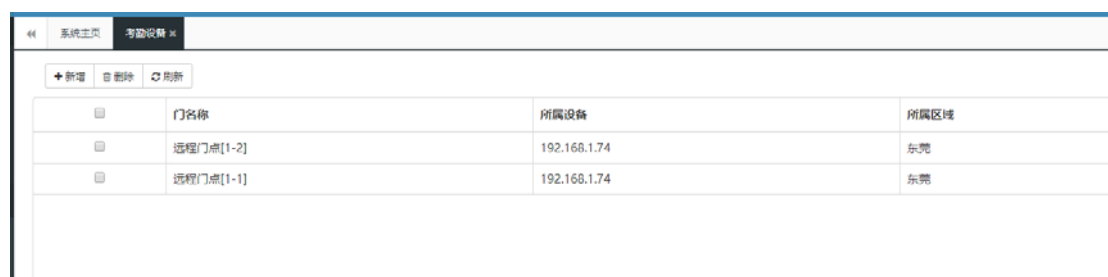 系统主页 考勤设备
新增 删除 刷新
门名称 所属设备 所属区域
远程门点[1-2] 192.168.1.74 东莞
远程门点[1-1] 192.168.1.74 东莞